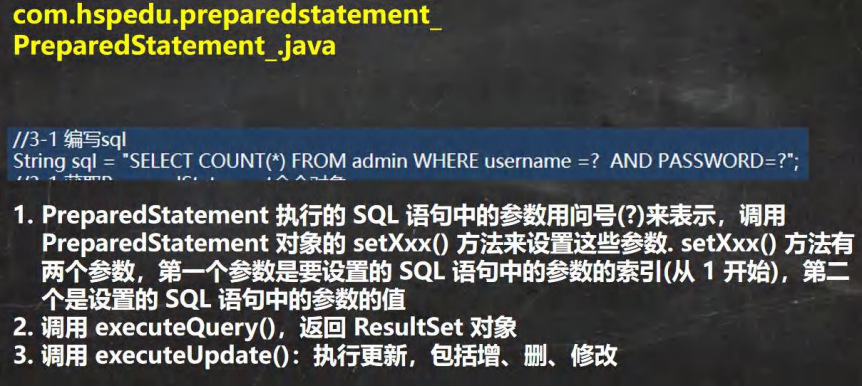 com.hspedu.preparedstatement_
PreparedStatement_.java
//3-1 编写sql
String sql = "SELECT COUNT(*) FROM admin WHERE username =? AND PASSWORD=?";
1. PreparedStatement 执行的 SQL 语句中的参数用问号(?)来表示，调用
PreparedStatement 对象的 setXxx() 方法来设置这些参数. setXxx() 方法有
两个参数，第一个参数是要设置的 SQL 语句中的参数的索引(从 1 开始)，第二
个是设置的 SQL 语句中的参数的值
2. 调用 executeQuery()，返回 ResultSet 对象
3. 调用 executeUpdate()：执行更新，包括增、删、修改